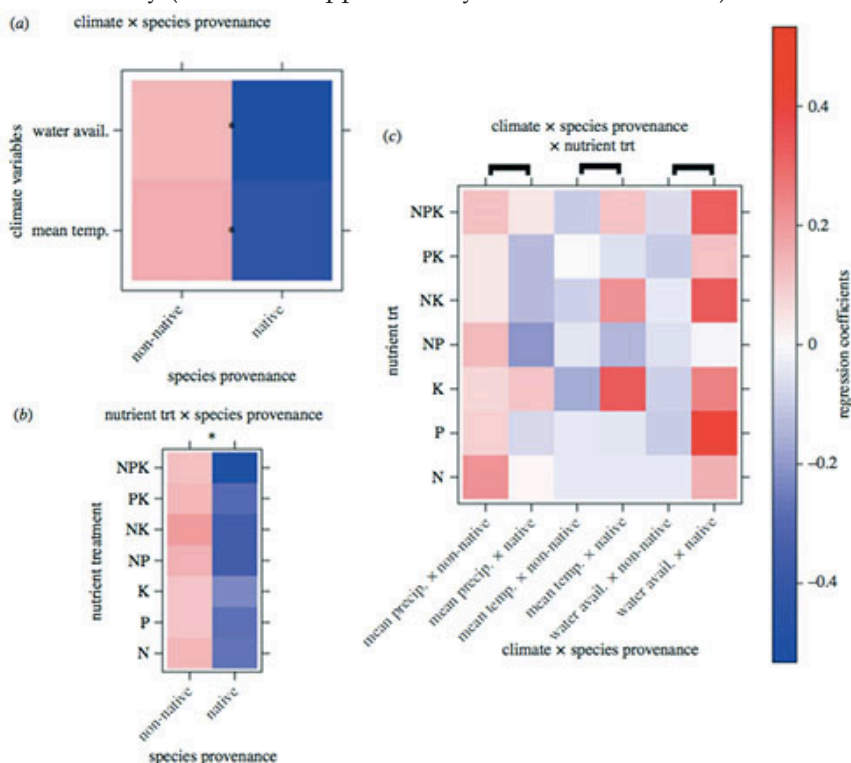 (a) climate × species provenance
water avail.
mean temp.
climate variables
non-native
native
species provenance
(b) nutrient trt × species provenance
*
NPK
PK
NK
NP
K
P
N
nutrient treatment
non-native
native
species provenance
(c) climate × species provenance
× nutrient trt
NPK
PK
NK
NP
K
P
N
nutrient trt
mean precip. × non-native
mean precip. × native
mean temp. × non-native
mean temp. × native
water avail. × non-native
water avail. × native
climate × species provenance
0.4
0.2
0
−0.2
−0.4
regression coefficients